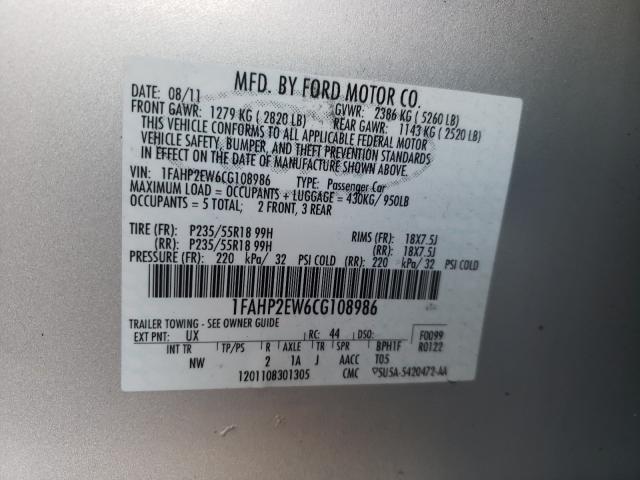 MFD. BY FORD MOTOR CO.
DATE: 08/11 GVWR: 2386 KG ( 5260 LB)
FRONT GAWR: 1279 KG ( 2820 LB) REAR GAWR: 1143 KG ( 2520 LB)
THIS VEHICLE CONFORMS TO ALL APPLICABLE FEDERAL MOTOR
VEHICLE SAFETY, BUMPER, AND THEFT PREVENTION STANDARDS
IN EFFECT ON THE DATE OF MANUFACTURE SHOWN ABOVE.
VIN: 1FAHP2EW6CG108986 TYPE: Passenger Car
MAXIMUM LOAD = OCCUPANTS + LUGGAGE = 430KG/ 950LB
OCCUPANTS = 5 TOTAL; 2 FRONT, 3 REAR
TIRE (FR): P235/55R18 99H RIMS (FR): 18X7.5J
(RR): P235/55R18 99H (RR): 18X7.5J
PRESSURE (FR): 220 kPa/ 32 PSI COLD (RR): 220 kPa/ 32 PSI COLD
1FAHP2EW6CG108986
TRAILER TOWING - SEE OWNER GUIDE
EXT PNT: UX RC: 44 DSO: F0099
INT TR TP/PS R AXLE TR SPR BPH1F R0122
NW 2 1A J AACC T05
1201108301305 CMC 5U5A-5420472-AA